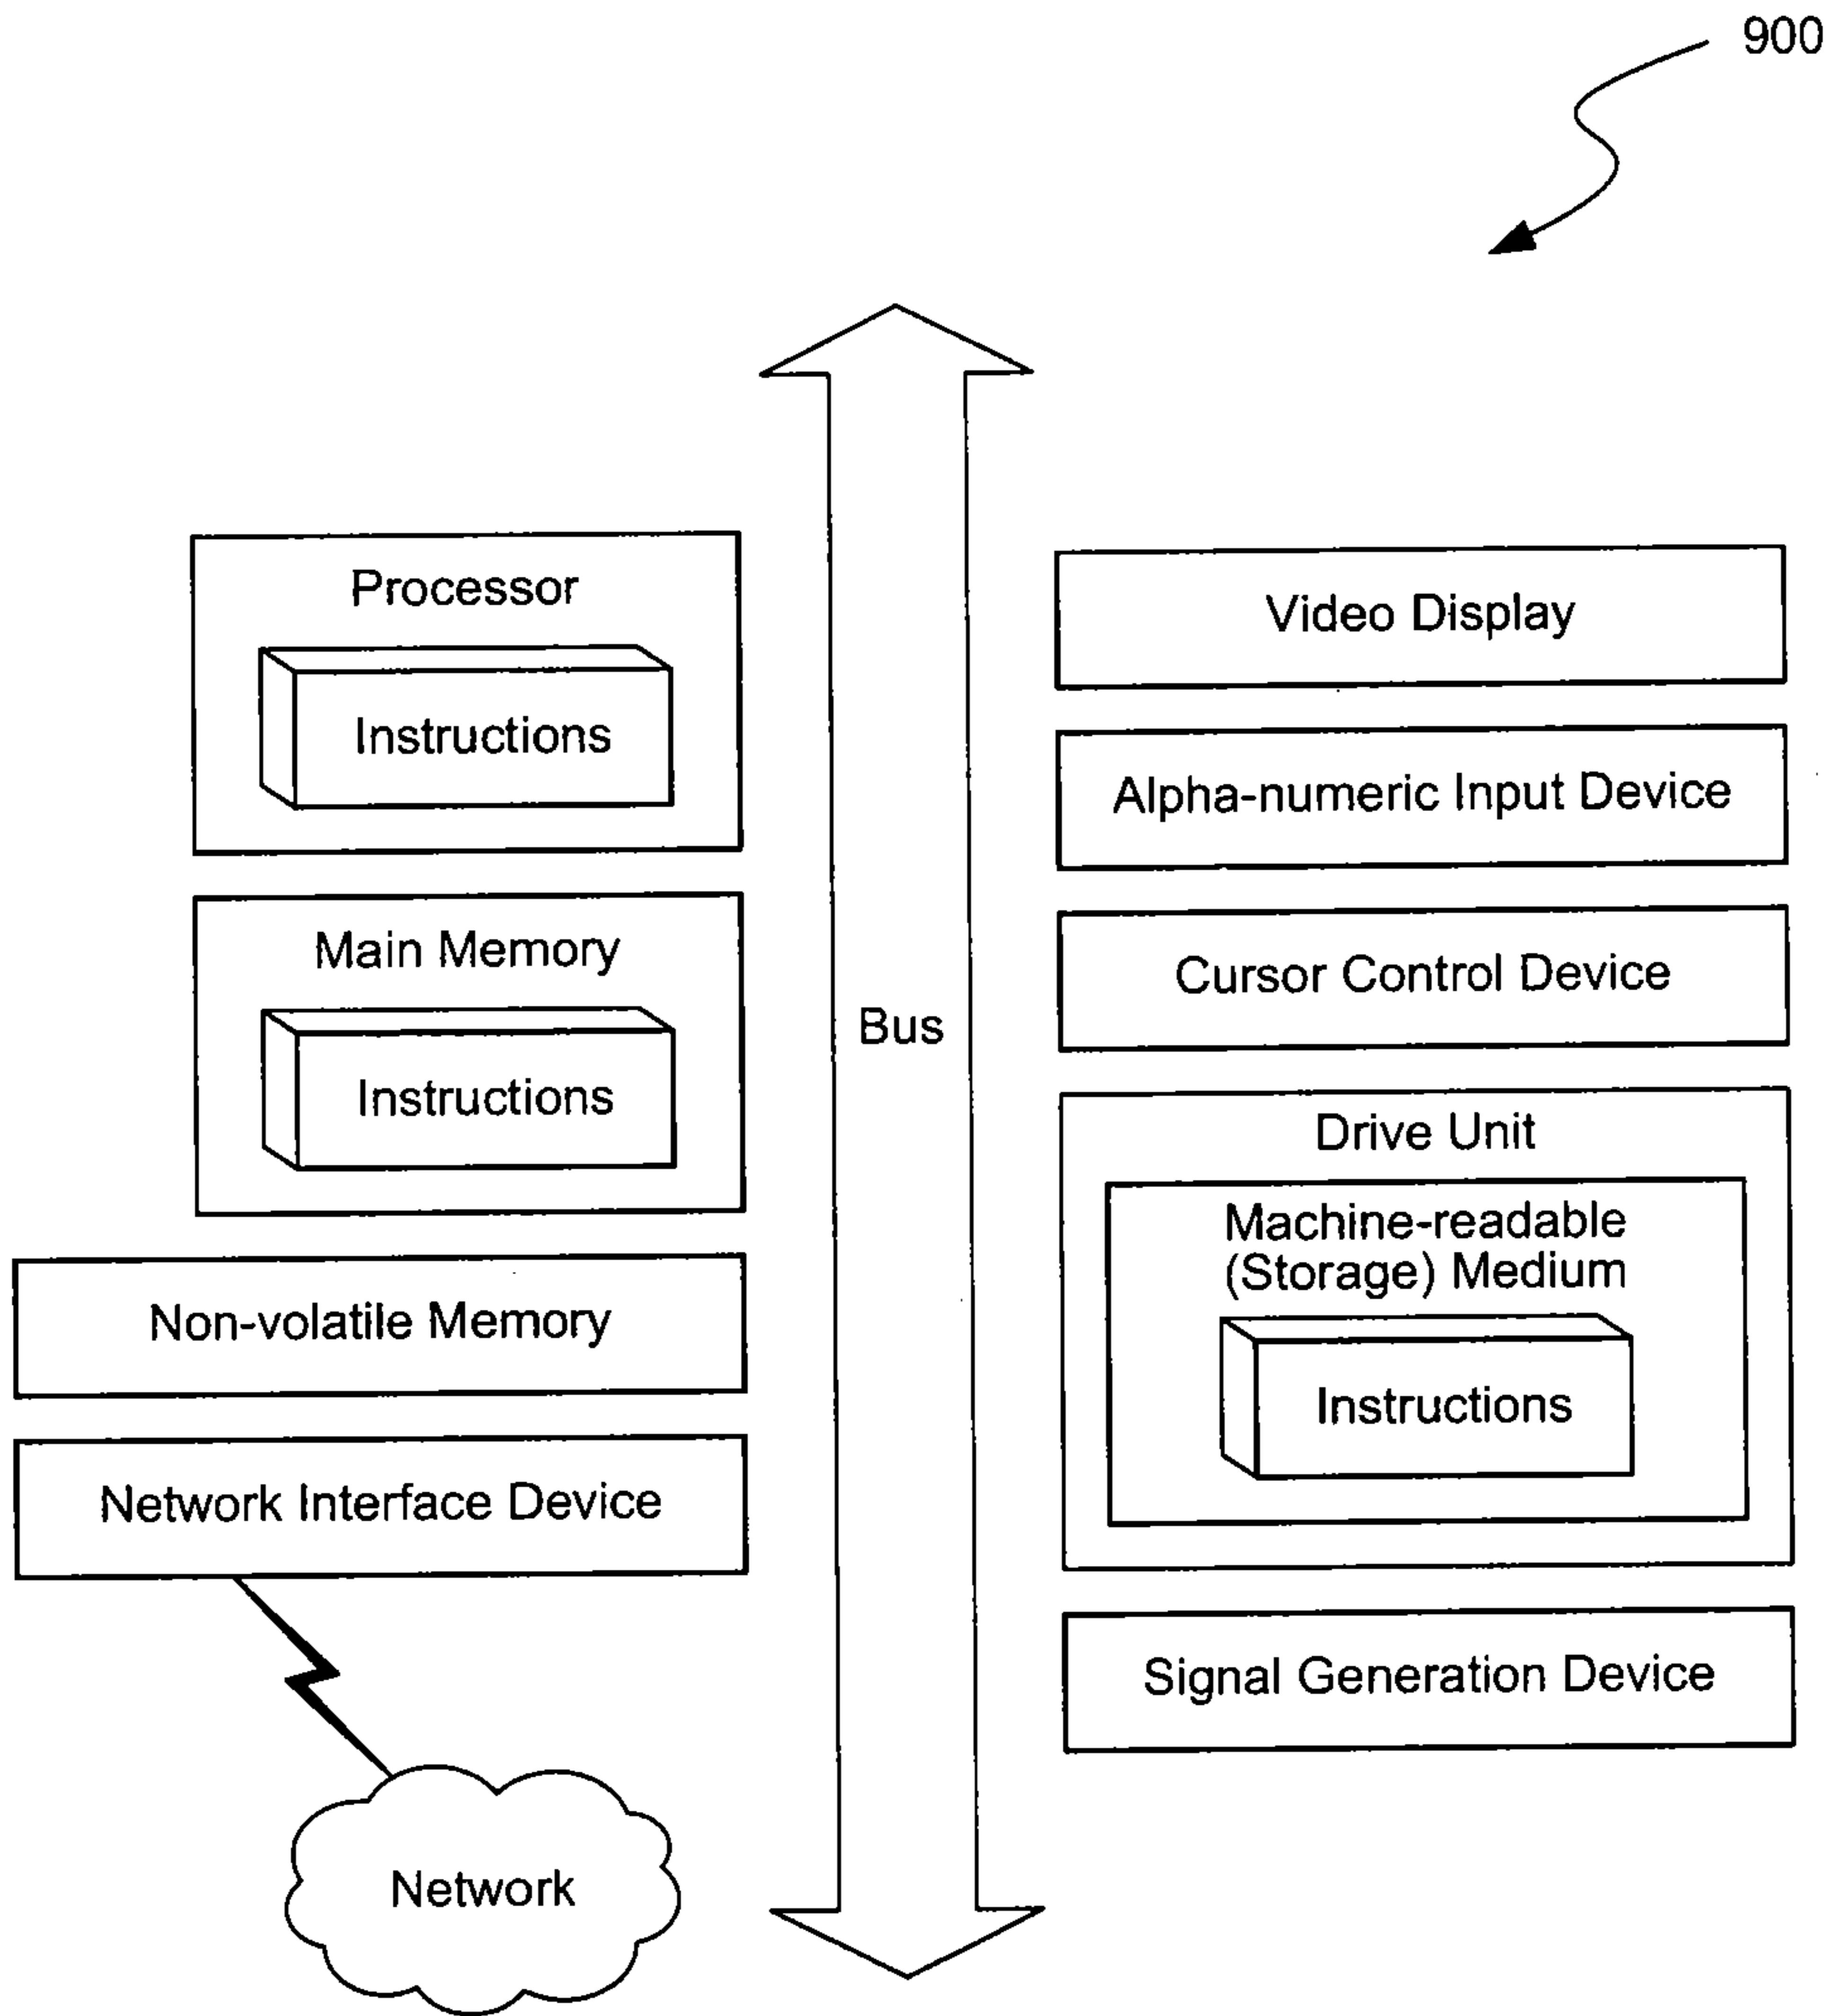 900
Processor
Instructions
Main Memory
Instructions
Non-volatile Memory
Network Interface Device
Network
Bus
Video Display
Alpha-numeric Input Device
Cursor Control Device
Drive Unit
Machine-readable
(Storage) Medium
Instructions
Signal Generation Device